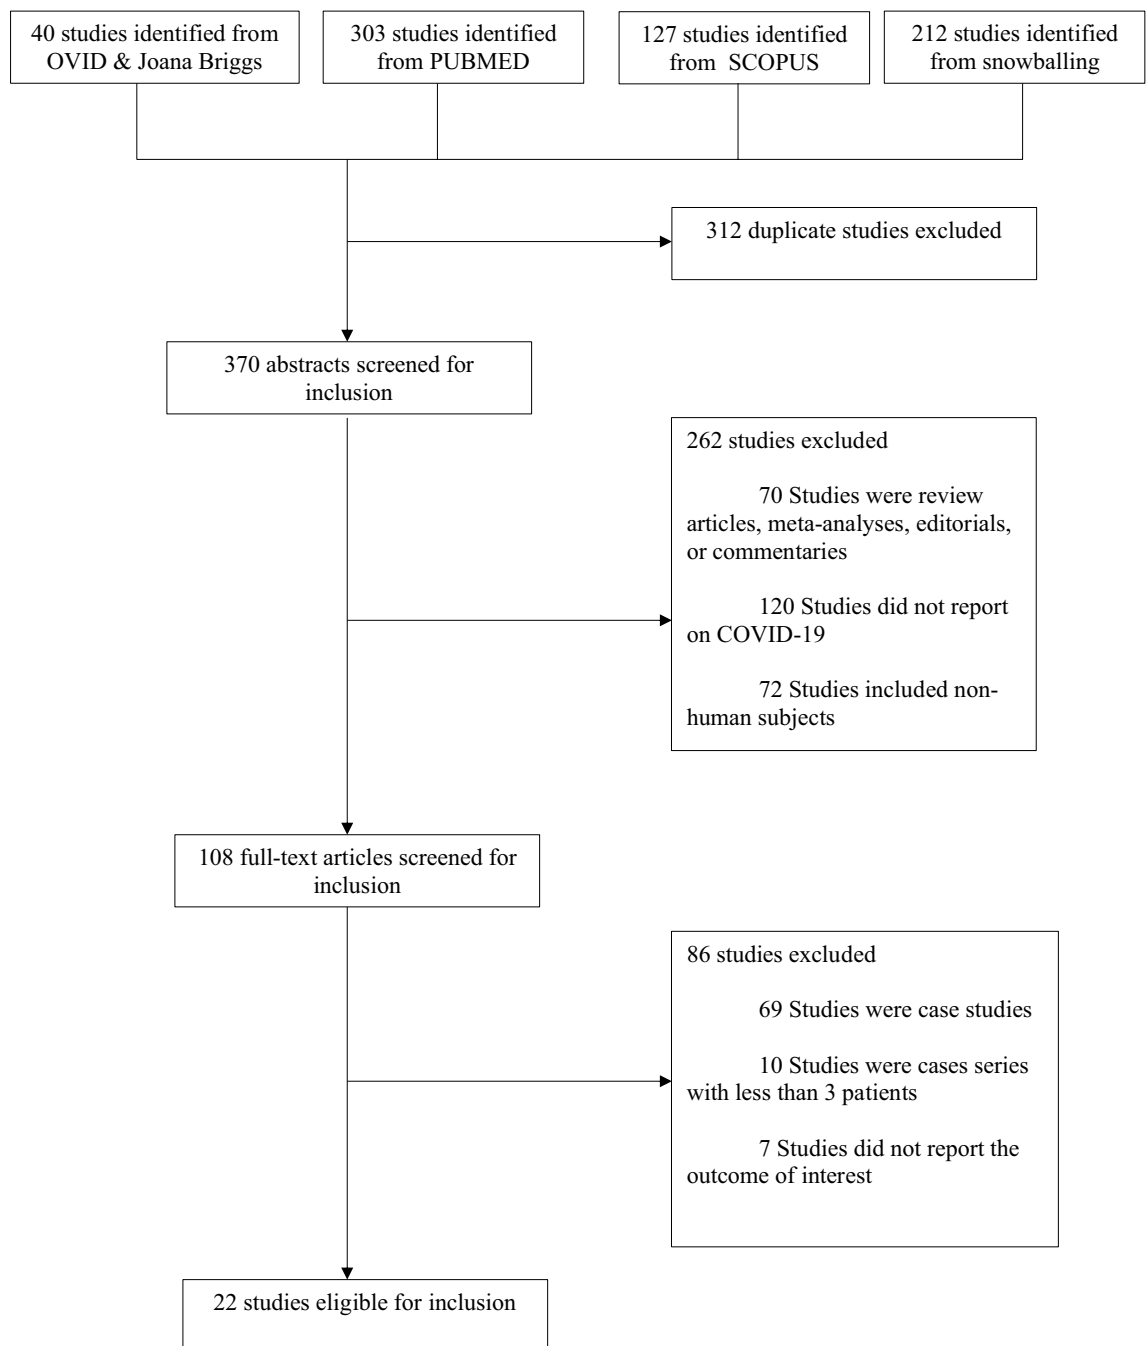 40 studies identified from
OVID & Joana Briggs
303 studies identified
from PUBMED
127 studies identified
from SCOPUS
212 studies identified
from snowballing
312 duplicate studies excluded
370 abstracts screened for
inclusion
262 studies excluded
70 Studies were review
articles, meta-analyses, editorials,
or commentaries
120 Studies did not report
on COVID-19
72 Studies included non-
human subjects
108 full-text articles screened for
inclusion
86 studies excluded
69 Studies were case studies
10 Studies were cases series
with less than 3 patients
7 Studies did not report the
outcome of interest
22 studies eligible for inclusion